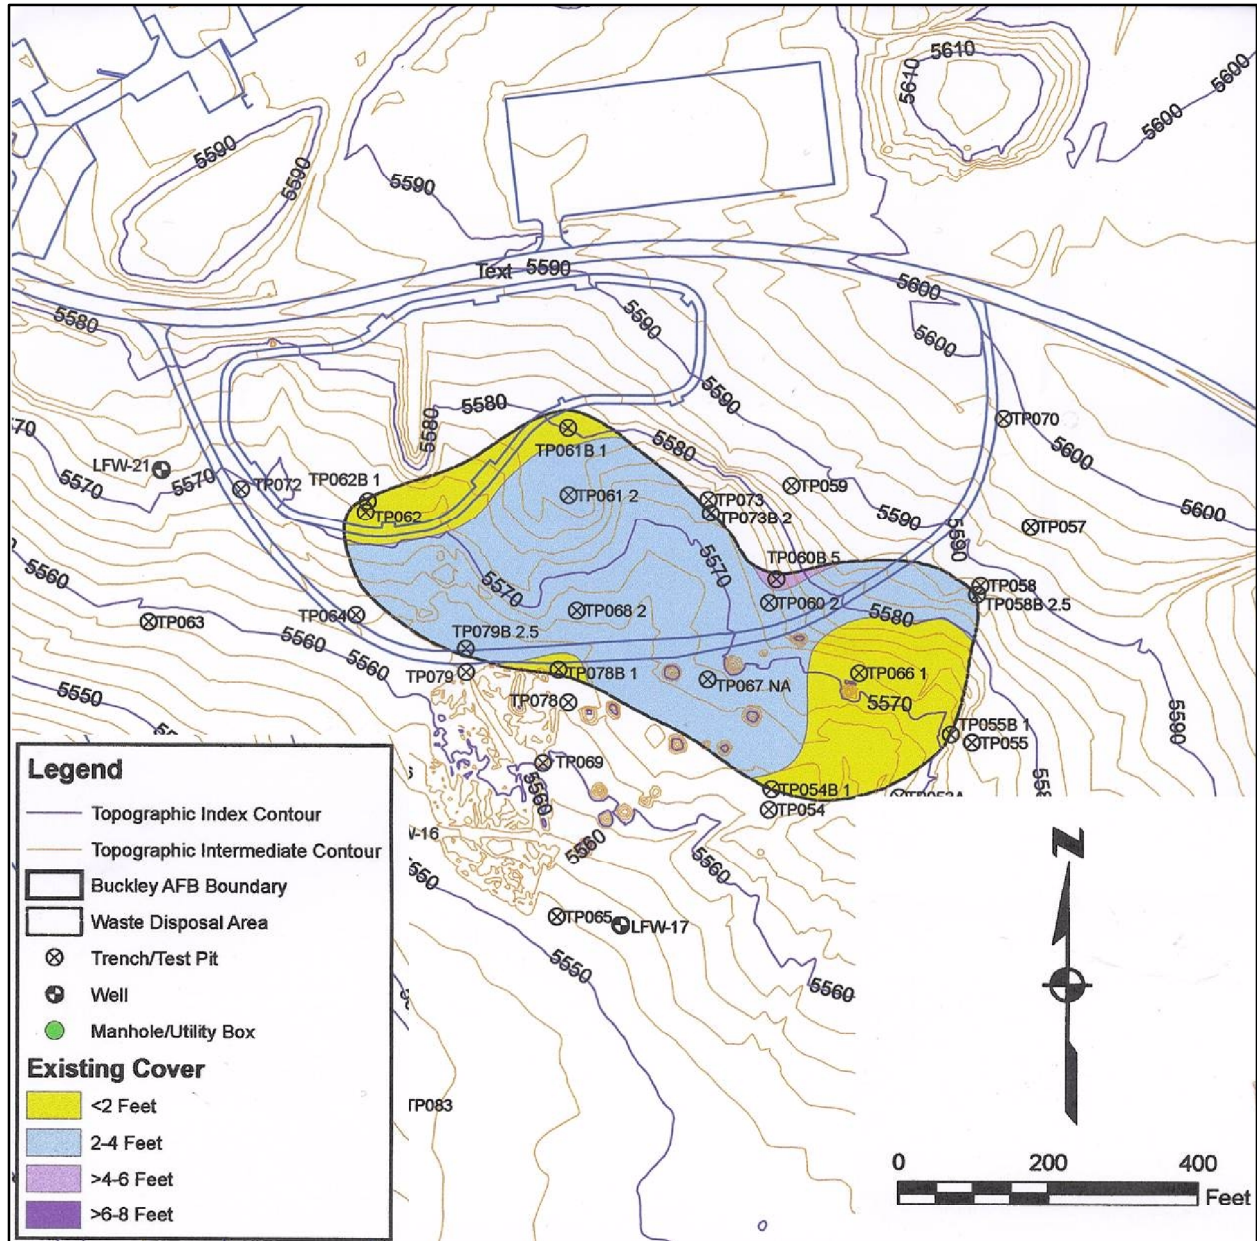 5610
5610
5600
5600
5590
5590
5590
Text 5590
5600
5580
5590
5600
5590
5580
5580
5580
TP070
TP061B 1
5600
70
LFW-21
5570
5570
TP072
TP062B 1
TP062
TP061 2
TP073
TP073B 2
TP059
5590
5600
TP057
5590
5560
5570
5570
TP060B 5
TP060 2
TP058
TP058B 2.5
5580
TP063
TP064
TP068 2
5560
5560
TP079B 2.5
TP079
TP078B 1
TP067 NA
TP066 1
5550
TP078
5570
5590
TP055B 1
TP055
TP069
5560
TP054B 1
TP054
5560
5560
5550
TP065
LFW-17
5550
5560
TP083
Legend
Topographic Index Contour
Topographic Intermediate Contour
Buckley AFB Boundary
Waste Disposal Area
Trench/Test Pit
Well
Manhole/Utility Box
Existing Cover
<2 Feet
2-4 Feet
>4-6 Feet
>6-8 Feet
N
0 200 400
Feet